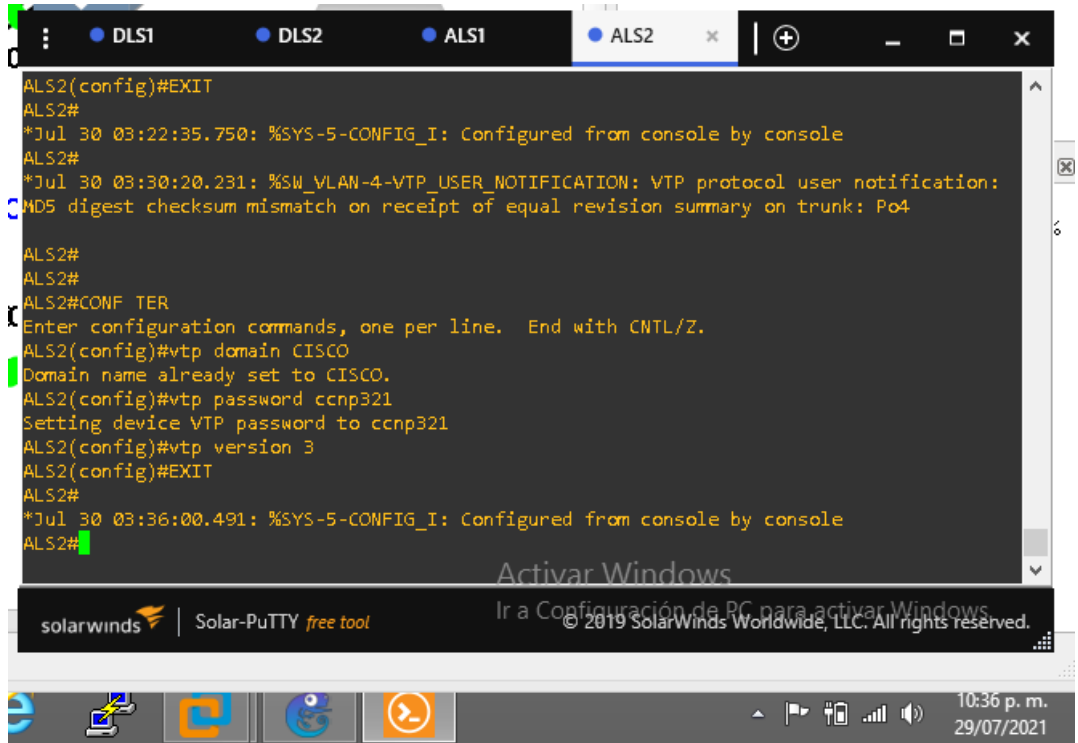 DLS1 DLS2 ALS1 ALS2
ALS2(config)#EXIT
ALS2#
*Jul 30 03:22:35.750: %SYS-5-CONFIG_I: Configured from console by console
ALS2#
*Jul 30 03:30:20.231: %SW_VLAN-4-VTP_USER_NOTIFICATION: VTP protocol user notification:
MD5 digest checksum mismatch on receipt of equal revision summary on trunk: Po4
ALS2#
ALS2#
ALS2#CONF TER
Enter configuration commands, one per line.  End with CNTL/Z.
ALS2(config)#vtp domain CISCO
Domain name already set to CISCO.
ALS2(config)#vtp password ccnp321
Setting device VTP password to ccnp321
ALS2(config)#vtp version 3
ALS2(config)#EXIT
ALS2#
*Jul 30 03:36:00.491: %SYS-5-CONFIG_I: Configured from console by console
ALS2#
Activar Windows
Ir a Configuración de PC para activar Windows.
solarwinds | Solar-PuTTY free tool
© 2019 SolarWinds Worldwide, LLC. All rights reserved.
10:36 p. m.
29/07/2021